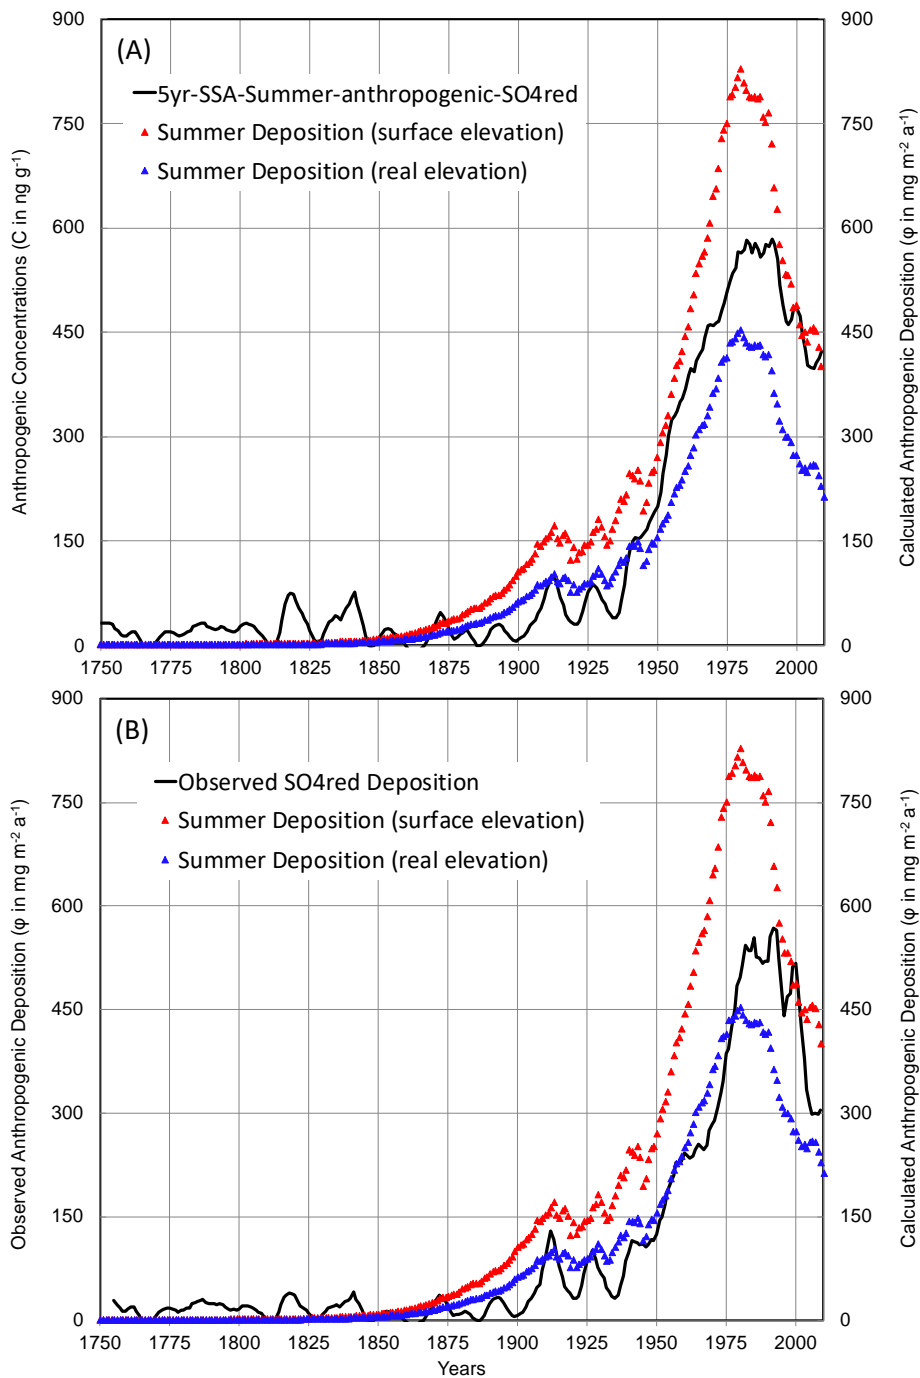 (A)
5yr-SSA-Summer-anthropogenic-SO4red
Summer Deposition (surface elevation)
Summer Deposition (real elevation)
Anthropogenic Concentrations (C in ng g⁻¹)
900
750
600
450
300
150
0
900
750
600
450
300
150
0
Calculated Anthropogenic Deposition (φ in mg m⁻² a⁻¹)
1750 1775 1800 1825 1850 1875 1900 1925 1950 1975 2000
(B)
Observed SO4red Deposition
Summer Deposition (surface elevation)
Summer Deposition (real elevation)
Observed Anthropogenic Deposition (φ in mg m⁻² a⁻¹)
900
750
600
450
300
150
0
900
750
600
450
300
150
0
Calculated Anthropogenic Deposition (φ in mg m⁻² a⁻¹)
1750 1775 1800 1825 1850 1875 1900 1925 1950 1975 2000
Years